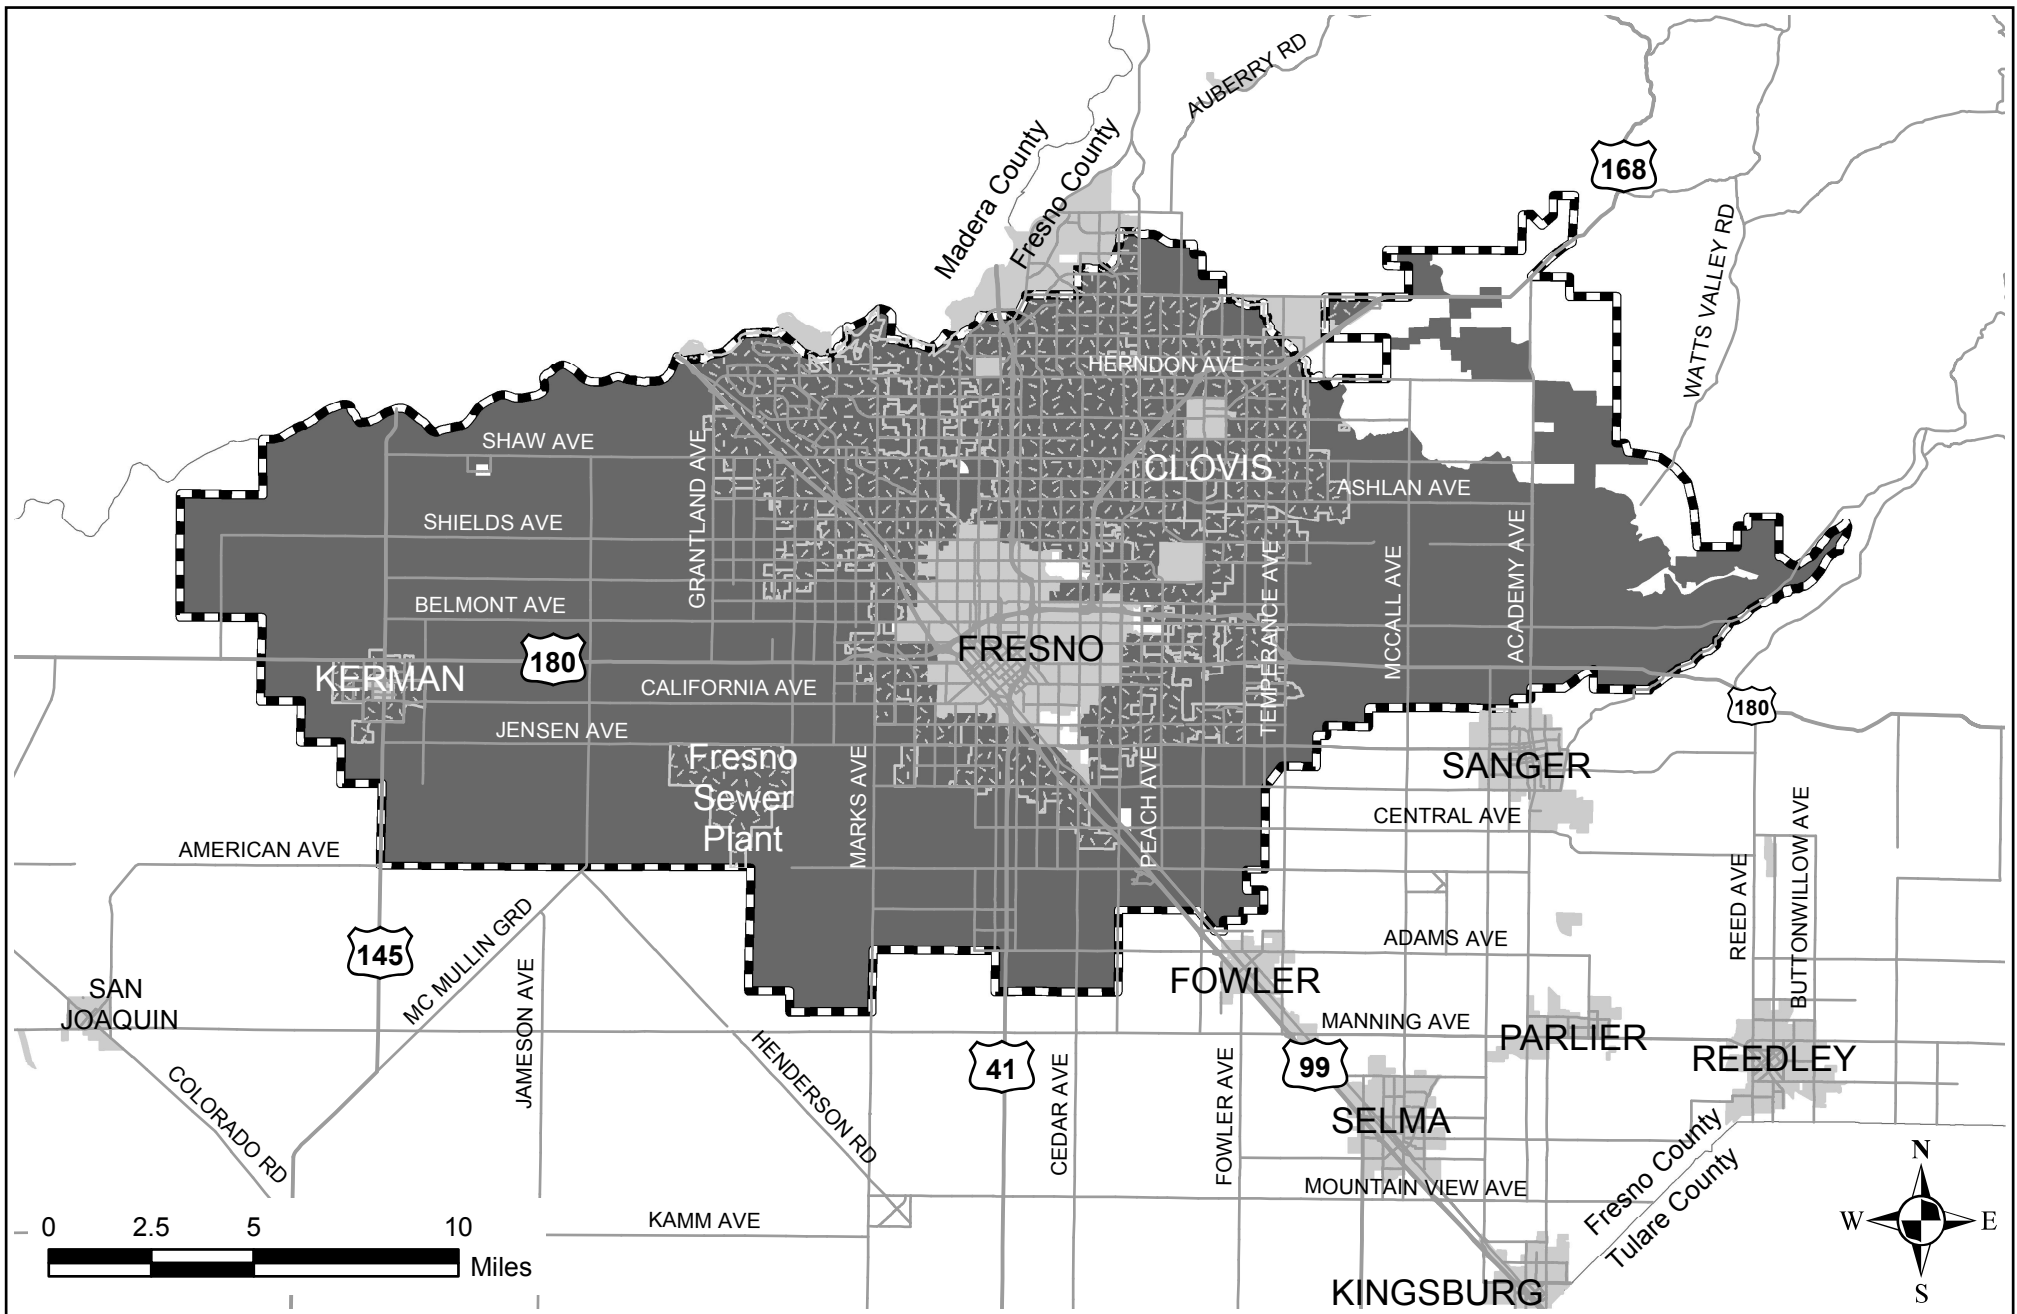 AUBERRY RD
Madera County
Fresno County
168
WATTS VALLEY RD
HERNDON AVE
SHAW AVE
GRANTLAND AVE
CLOVIS
ASHLAN AVE
SHIELDS AVE
TEMPERANCE AVE
MCCALL AVE
ACADEMY AVE
BELMONT AVE
FRESNO
180
KERMAN
CALIFORNIA AVE
180
JENSEN AVE
Fresno
Sewer
Plant
MARKS AVE
PEACH AVE
SANGER
CENTRAL AVE
AMERICAN AVE
REED AVE
BUTTONWILLOW AVE
145
MC MULLIN GRD
JAMESON AVE
ADAMS AVE
FOWLER
SAN
JOAQUIN
MANNING AVE
PARLIER
REEDLEY
HENDERSON RD
41
CEDAR AVE
FOWLER AVE
99
COLORADO RD
SELMA
Fresno County
Tulare County
MOUNTAIN VIEW AVE
KAMM AVE
KINGSBURG
0 2.5 5 10
Miles
N
W E
S